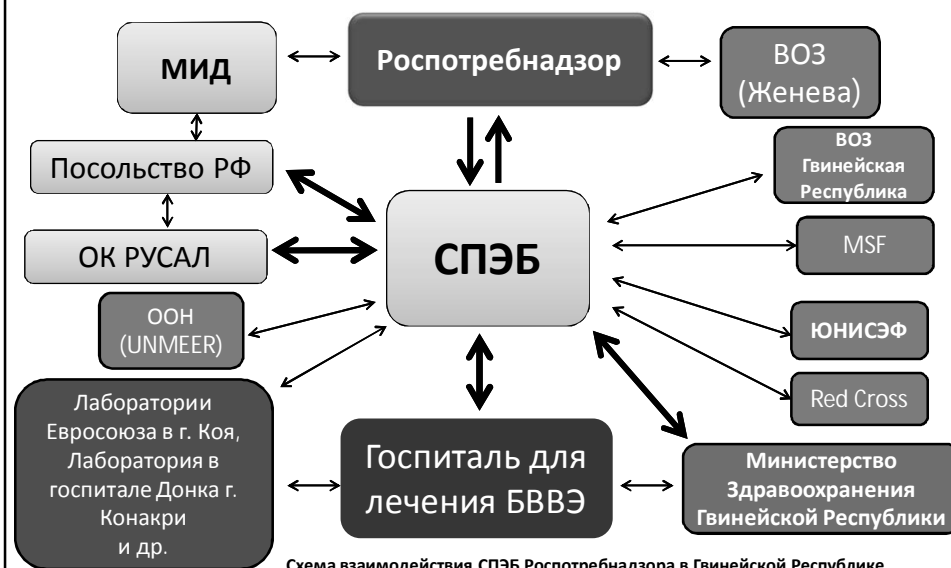 МИД
Роспотребнадзор
ВОЗ
(Женева)
Посольство РФ
ВОЗ
Гвинейская
Республика
ОК РУСАЛ
СПЭБ
MSF
ООН
(UNMEER)
ЮНИСЭФ
Red Cross
Лаборатории
Евросоюза в г. Коя,
Лаборатория в
госпитале Донка г.
Конакри
и др.
Госпиталь для
лечения БВВЭ
Министерство
Здравоохранения
Гвинейской Республики
Схема взаимодействия СПЭБ Роспотребнадзора в Гвинейской Республике